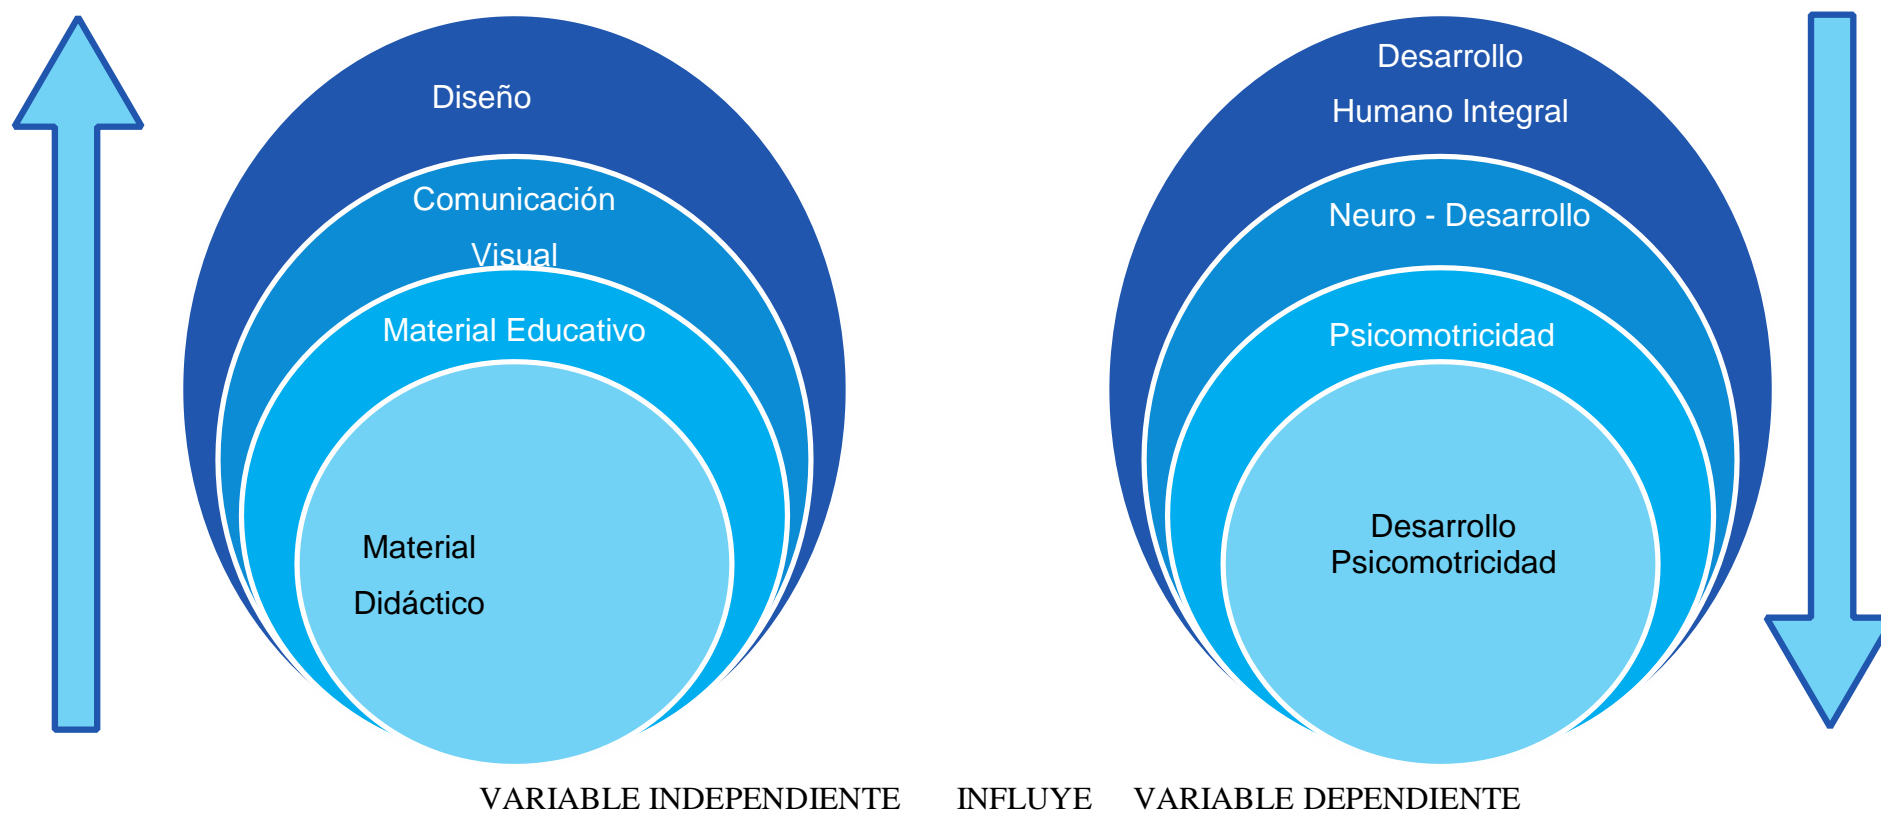 Diseño
Comunicación
Visual
Material Educativo
Material
Didáctico
Desarrollo
Humano Integral
Neuro - Desarrollo
Psicomotricidad
Desarrollo
Psicomotricidad
VARIABLE INDEPENDIENTE INFLUYE VARIABLE DEPENDIENTE